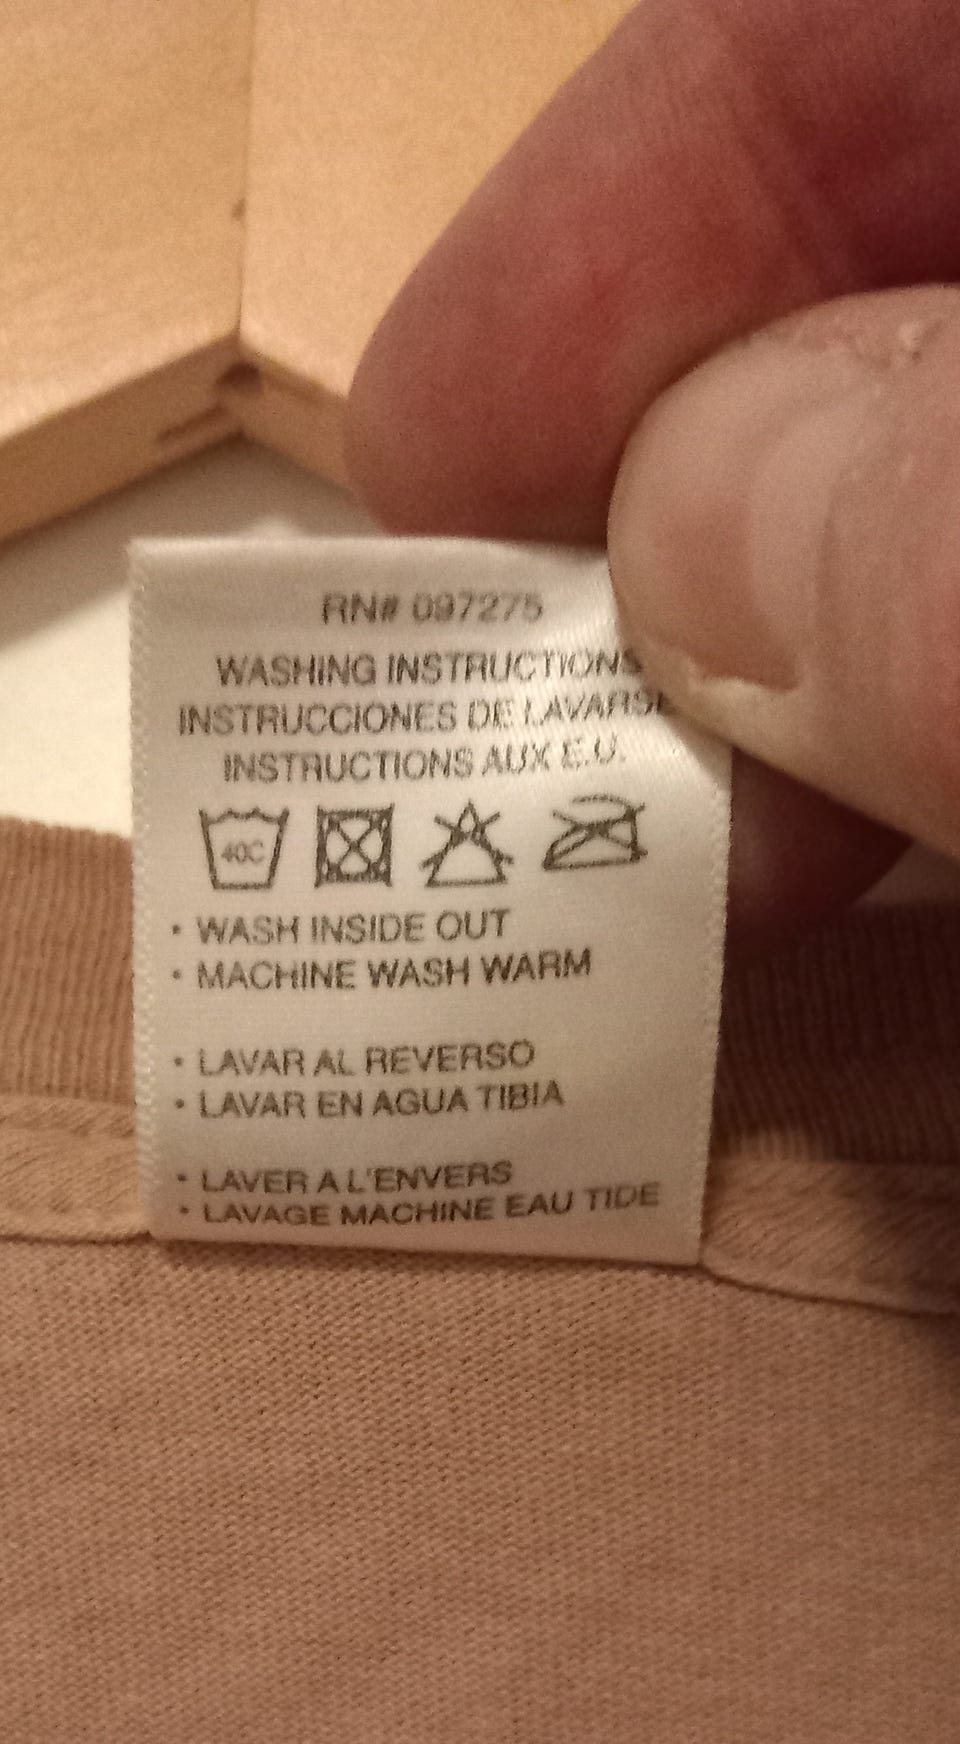 RN# 097275
WASHING INSTRUCTIONS
INSTRUCCIONES DE
INSTRUCTIONS AUX E.U.
40C
• WASH INSIDE OUT
• MACHINE WASH WARM
• LAVAR AL REVERSO
• LAVAR EN AGUA TIBIA
• LAVER A L'ENVERS
• LAVAGE MACHINE EAU TIDE